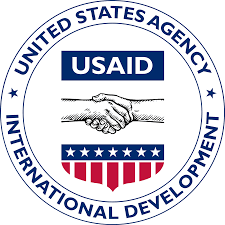 UNITED STATES AGENCY
USAID
INTERNATIONAL DEVELOPMENT